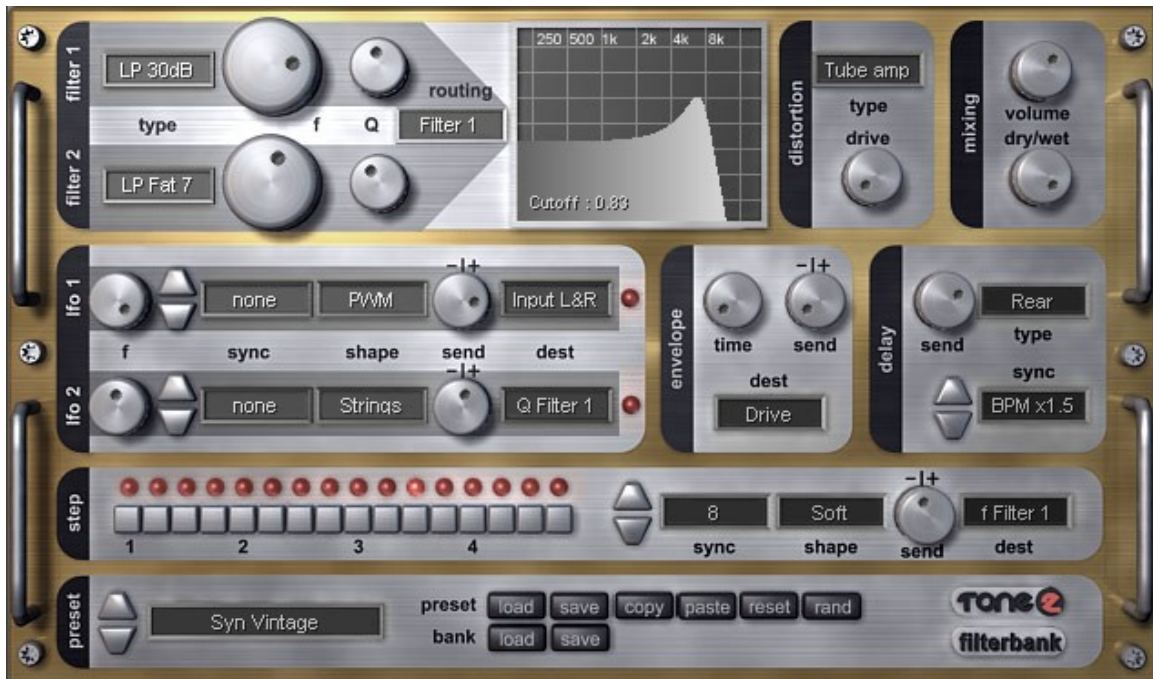 filter 1
LP 30dB
routing
250 500 1k 2k 4k 8k
type f Q Filter 1
filter 2
LP Fat 7
Cutoff : 0.83
distortion
Tube amp
type
drive
mixing
volume
dry/wet
lfo 1
none PWM Input L&R
-|+
f sync shape send dest
lfo 2
none Strings Q Filter 1
-|+
envelope
-|+
time send
dest
Drive
delay
Rear
send type
sync
BPM x1.5
step
1 2 3 4
8 Soft f Filter 1
-|+
sync shape send dest
preset
Syn Vintage
preset load save copy paste reset rand
bank load save
Tone2
filterbank